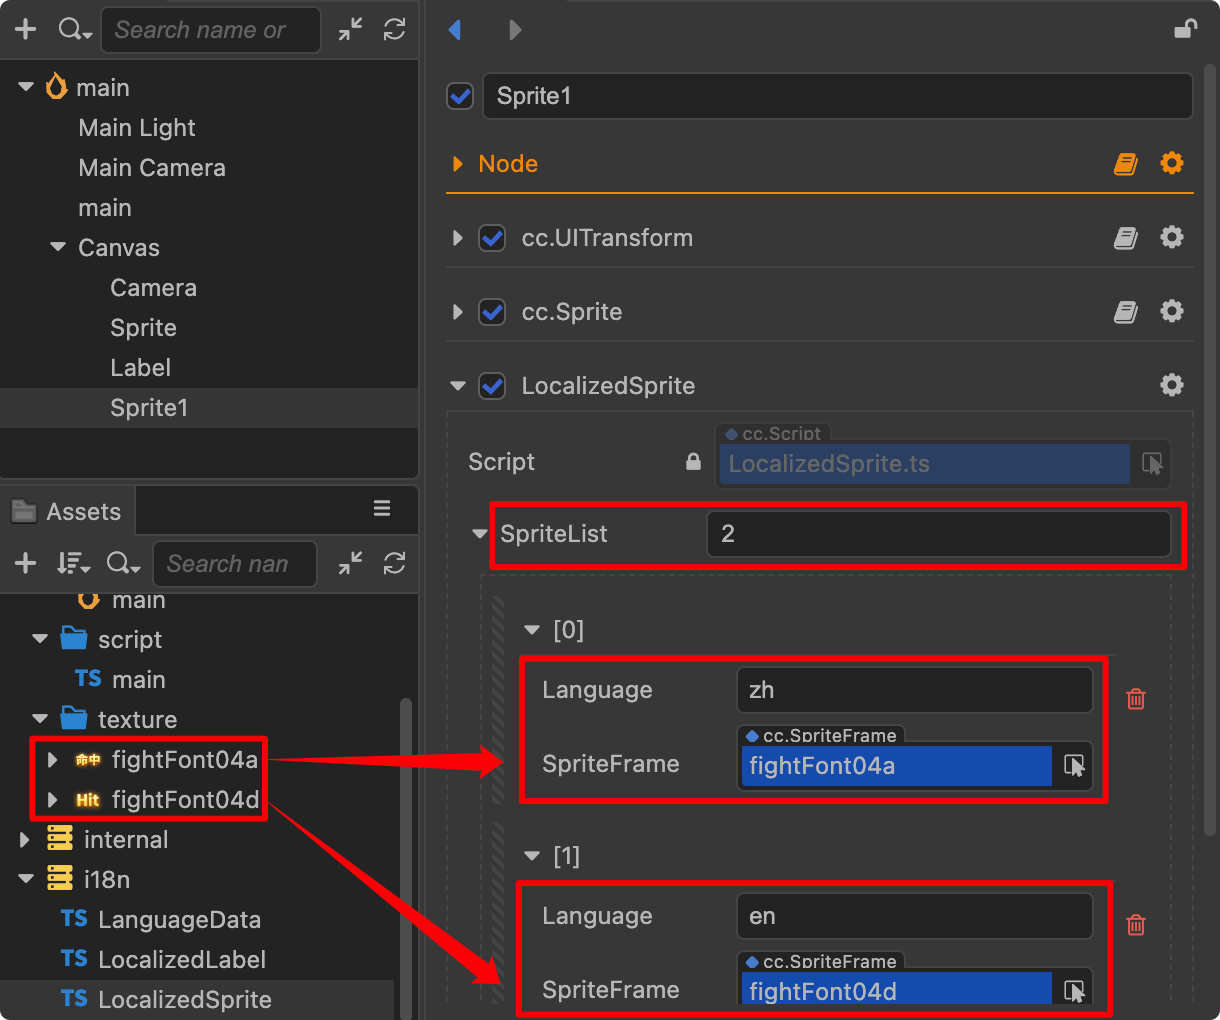 Search name or
main
Main Light
Main Camera
main
Canvas
Camera
Sprite
Label
Sprite1
Assets
Search nan
main
script
TS main
texture
命中 fightFont04a
Hit fightFont04d
internal
i18n
TS LanguageData
TS LocalizedLabel
TS LocalizedSprite
Sprite1
Node
cc.UITransform
cc.Sprite
LocalizedSprite
cc.Script
Script LocalizedSprite.ts
SpriteList 2
[0]
Language zh
cc.SpriteFrame
SpriteFrame fightFont04a
[1]
Language en
cc.SpriteFrame
SpriteFrame fightFont04d